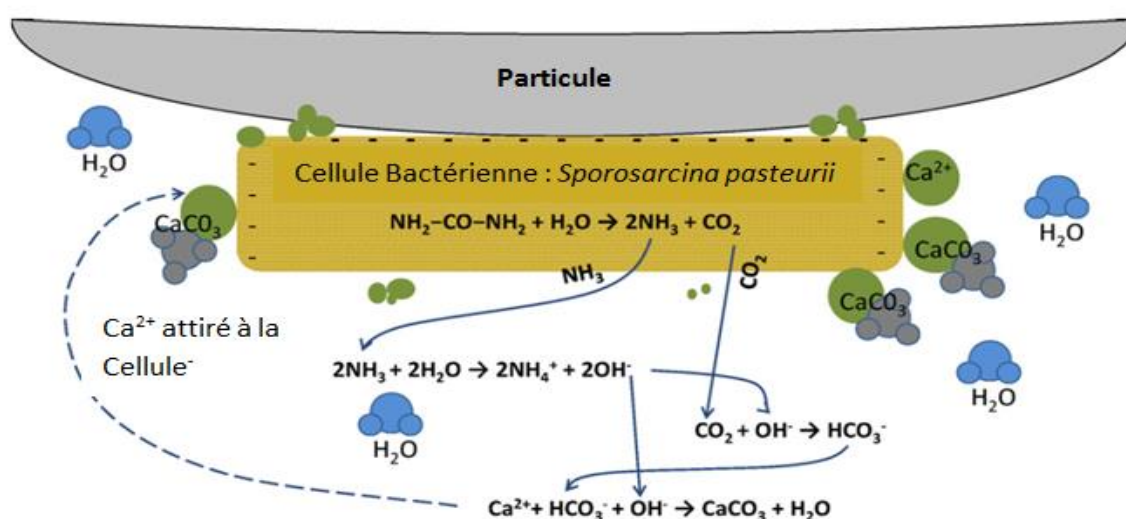 Particule
H₂O
Cellule Bactérienne : Sporosarcina pasteurii
Ca²⁺
NH₂–CO–NH₂ + H₂O → 2NH₃ + CO₂
CaC0₃
H₂O
CaC0₃
NH₃
CO₂
CaC0₃
Ca²⁺ attiré à la
Cellule⁻
2NH₃ + 2H₂O → 2NH₄⁺ + 2OH⁻
H₂O
H₂O
CO₂ + OH⁻ → HCO₃⁻
Ca²⁺ + HCO₃⁻ + OH⁻ → CaCO₃ + H₂O